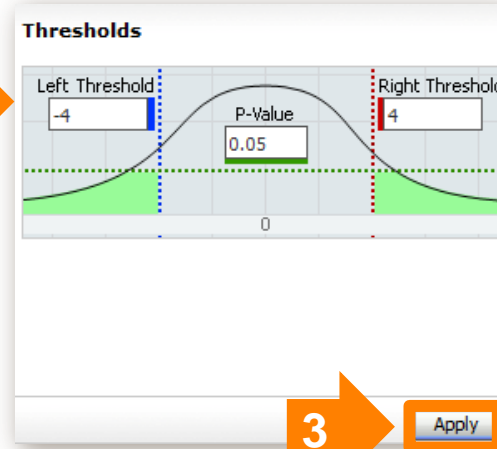 Thresholds
Left Threshold
Right Threshold
-4
P-Value
4
0.05
0
3
Apply